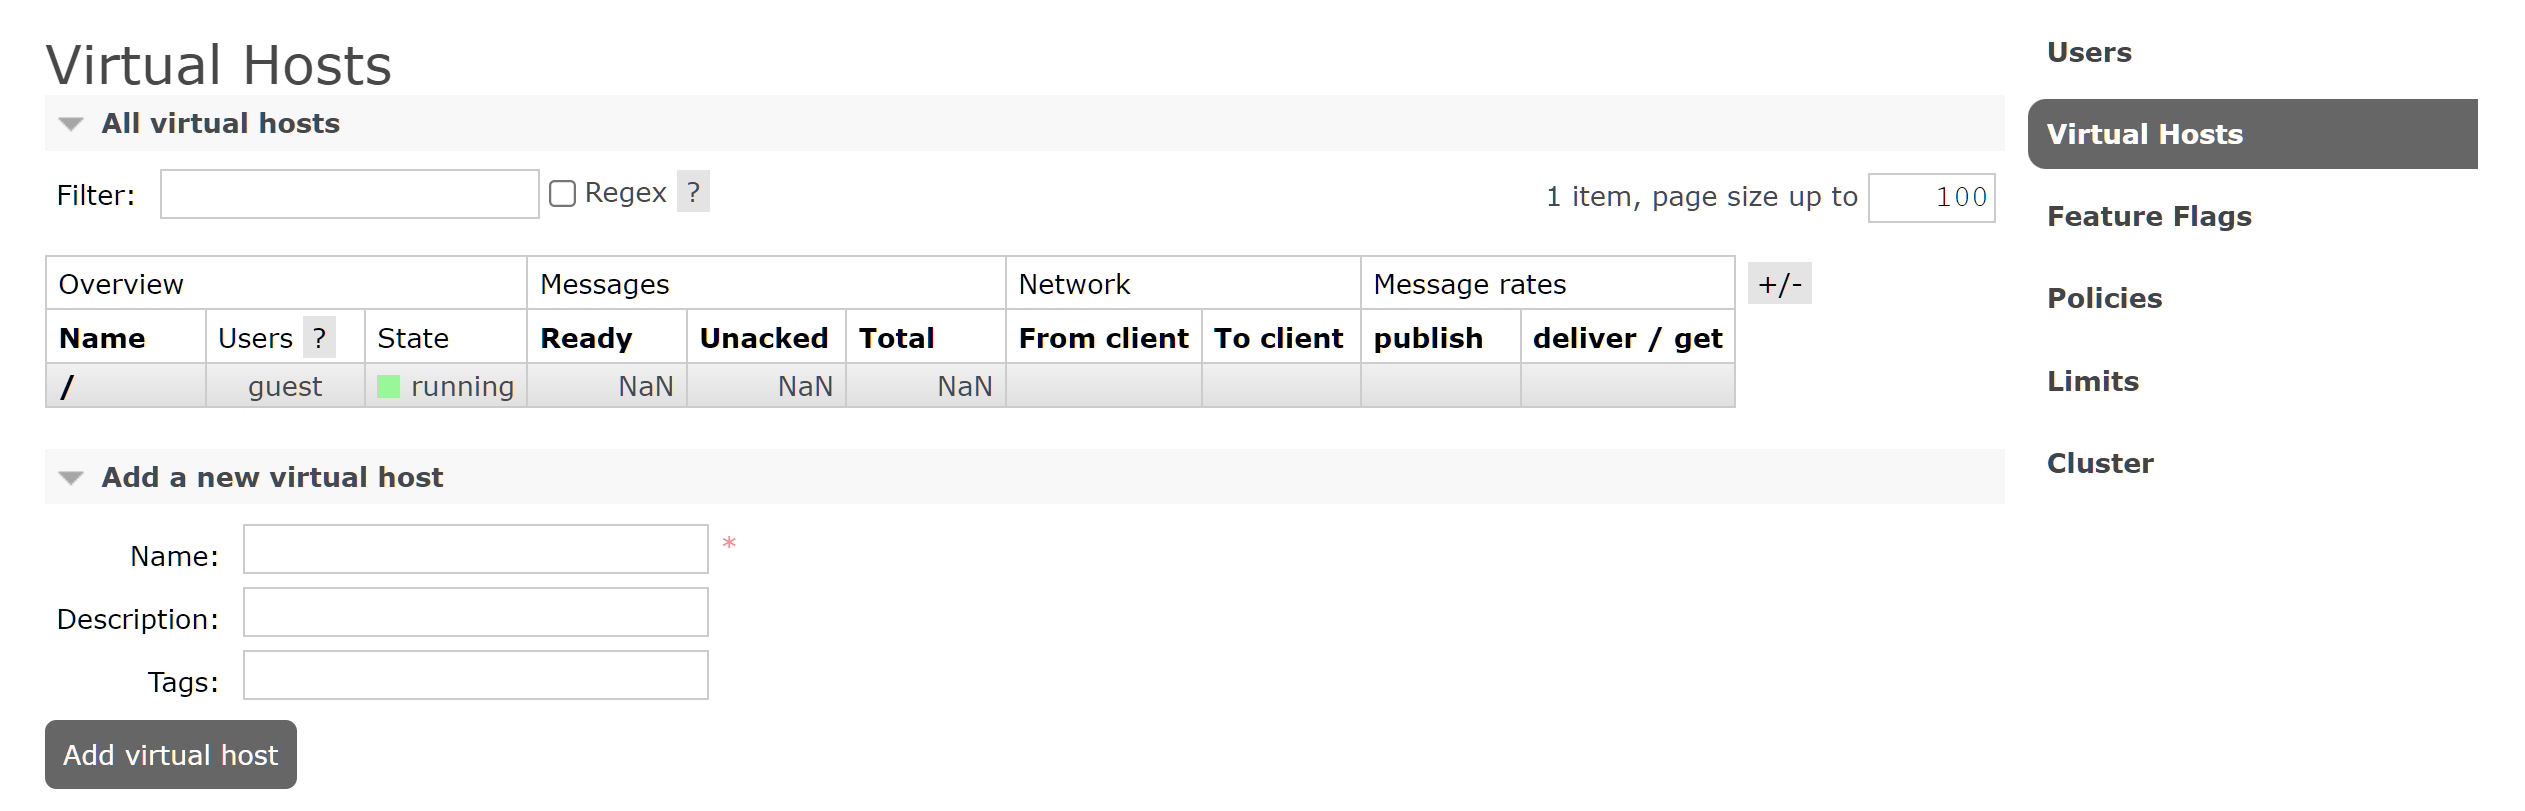 Virtual Hosts
All virtual hosts
Filter: Regex ? 1 item, page size up to 100
Overview Messages Network Message rates +/-
Name Users ? State Ready Unacked Total From client To client publish deliver / get
/ guest running NaN NaN NaN
Add a new virtual host
Name: *
Description:
Tags:
Add virtual host
Users
Virtual Hosts
Feature Flags
Policies
Limits
Cluster